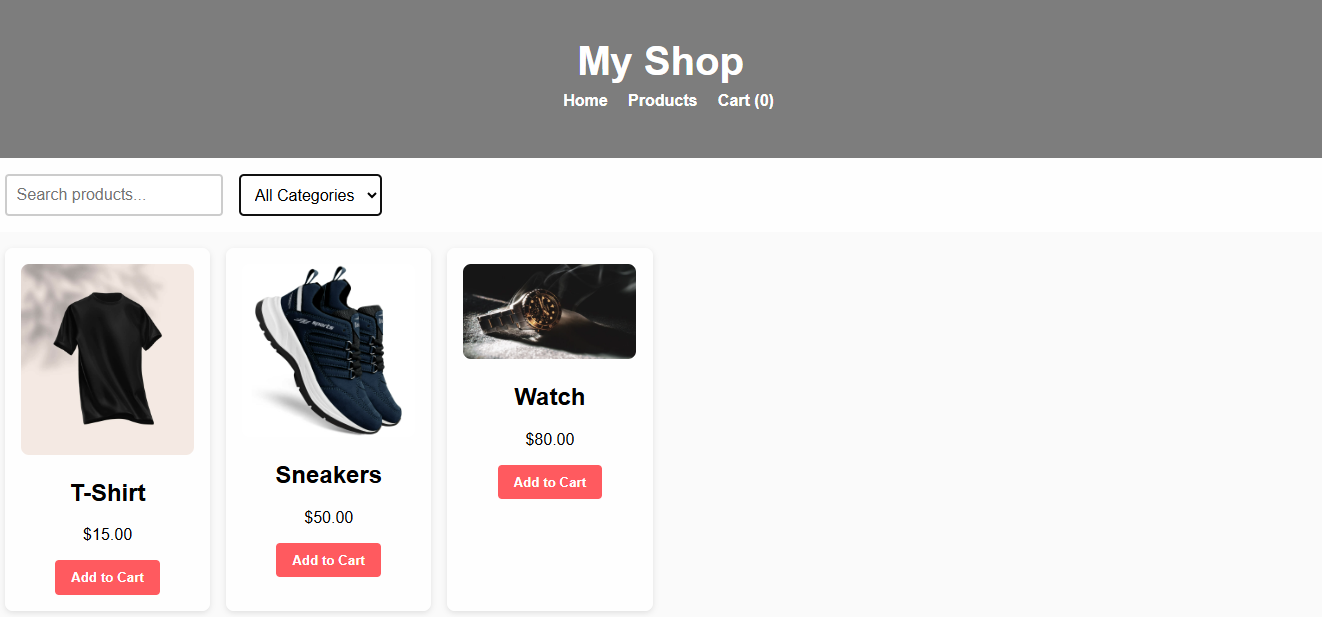 My Shop
Home Products Cart (0)
Search products... All Categories
sports
T-Shirt
$15.00
Add to Cart
Sneakers
$50.00
Add to Cart
Watch
$80.00
Add to Cart